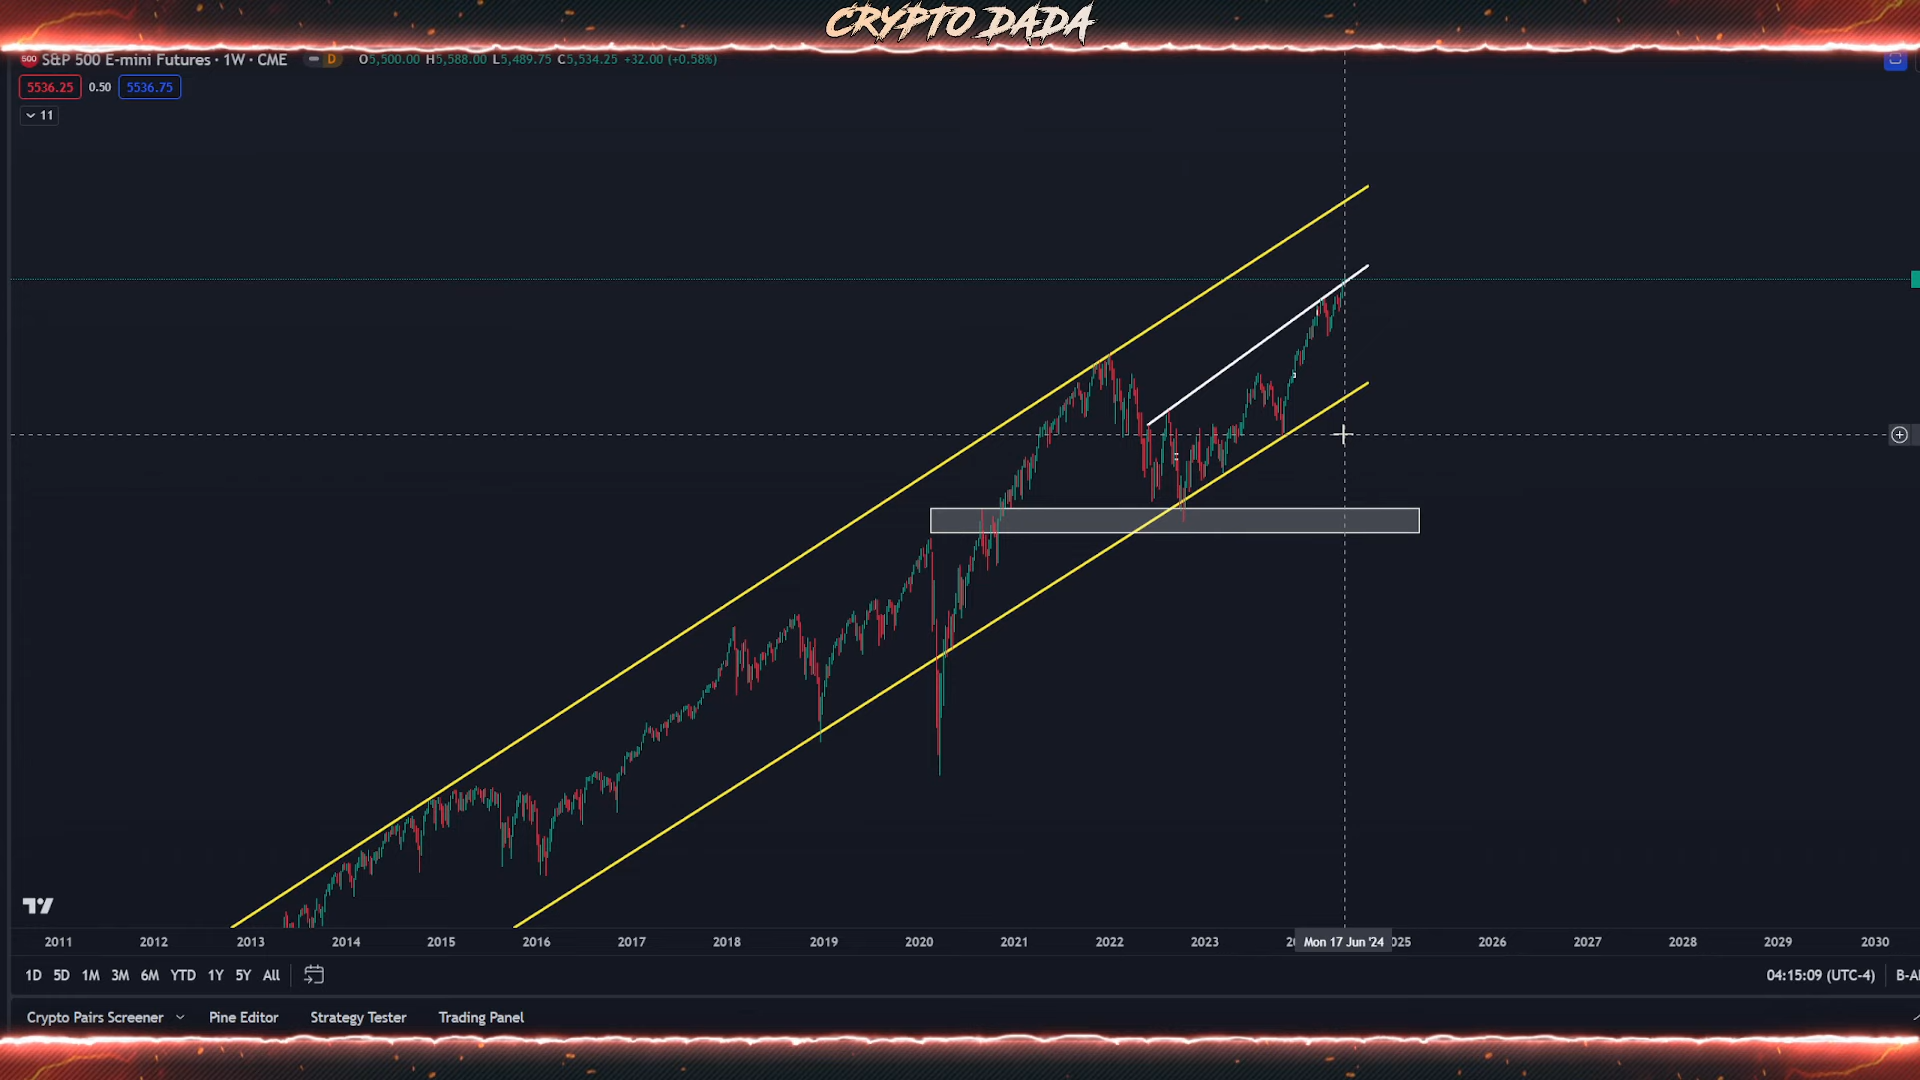 CRYPTO DADA
500 S&P 500 E-mini Futures · 1W · CME D O5,500.00 H5,588.00 L5,489.75 C5,534.25 +32.00 (+0.58%)
5536.25 0.50 5536.75
11
2011 2012 2013 2014 2015 2016 2017 2018 2019 2020 2021 2022 2023 Mon 17 Jun '24 2026 2027 2028 2029 2030
1D 5D 1M 3M 6M YTD 1Y 5Y All 04:15:09 (UTC-4)
Crypto Pairs Screener Pine Editor Strategy Tester Trading Panel